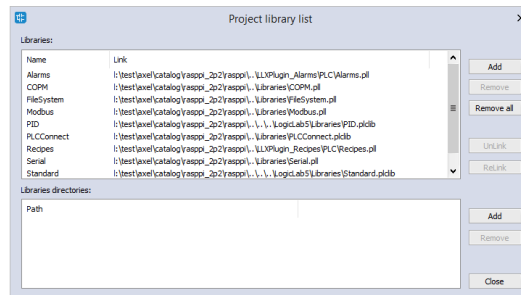 Project library list
Libraries:
Name Link
Alarms l:\test\axel\catalog\rasppi_2p2\rasppi\..\LLXPlugin_Alarms\PLC\Alarms.pll
COPM l:\test\axel\catalog\rasppi_2p2\rasppi\..\Libraries\COPM.pll
FileSystem l:\test\axel\catalog\rasppi_2p2\rasppi\..\Libraries\FileSystem.pll
Modbus l:\test\axel\catalog\rasppi_2p2\rasppi\..\Libraries\Modbus.pll
PID l:\test\axel\catalog\rasppi_2p2\rasppi\..\..\..\LogicLab5\Libraries\PID.plclib
PLCConnect l:\test\axel\catalog\rasppi_2p2\rasppi\..\Libraries\PLCConnect.plclib
Recipes l:\test\axel\catalog\rasppi_2p2\rasppi\..\LLXPlugin_Recipes\PLC\Recipes.pll
Serial l:\test\axel\catalog\rasppi_2p2\rasppi\..\Libraries\Serial.pll
Standard l:\test\axel\catalog\rasppi_2p2\rasppi\..\..\..\LogicLab5\Libraries\Standard.plclib
Add
Remove
Remove all
UnLink
ReLink
Libraries directories:
Path
Add
Remove
Close